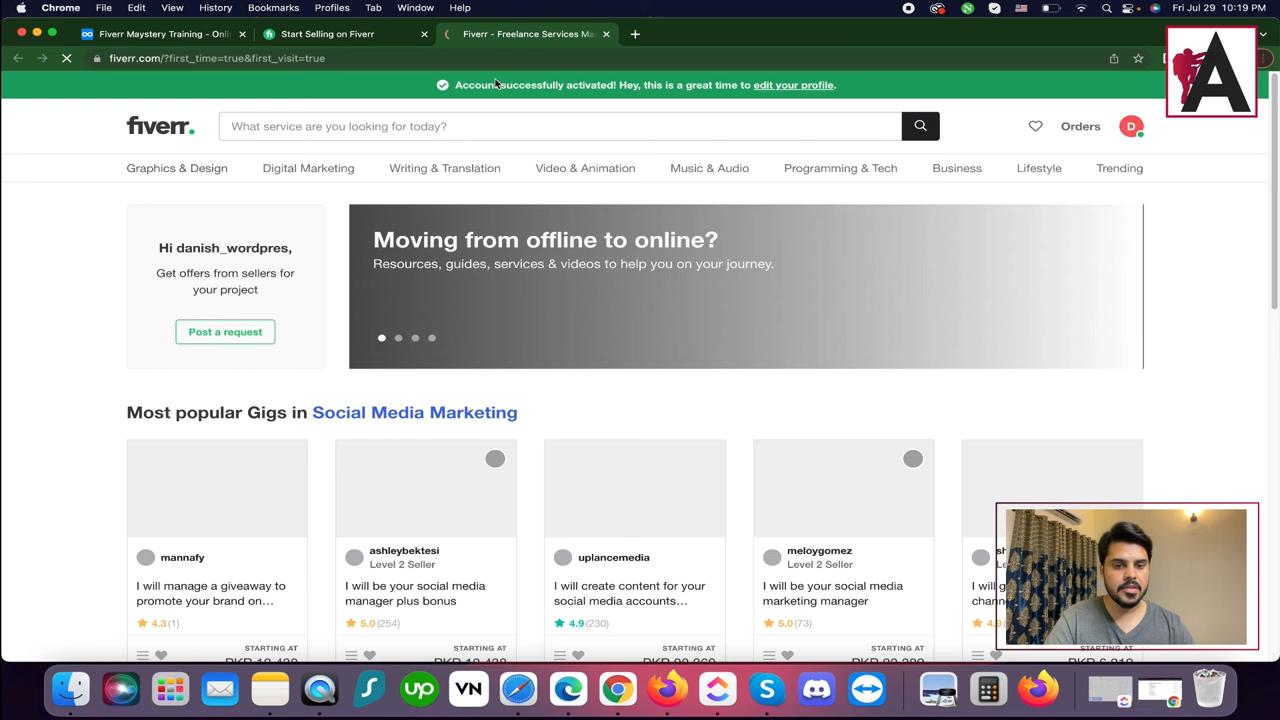 Chrome File Edit View History Bookmarks Profiles Tab Window Help Fri Jul 29 10:19 PM
Fiverr Maystery Training - Onli
Start Selling on Fiverr
Fiverr - Freelance Services Ma
fiverr.com/?first_time=true&first_visit=true
Account successfully activated! Hey, this is a great time to edit your profile.
fiverr.
What service are you looking for today?
Orders
D
A
Graphics & Design Digital Marketing Writing & Translation Video & Animation Music & Audio Programming & Tech Business Lifestyle Trending
Hi danish_wordpres,
Get offers from sellers for
your project
Post a request
Moving from offline to online?
Resources, guides, services & videos to help you on your journey.
Most popular Gigs in Social Media Marketing
mannafy
I will manage a giveaway to
promote your brand on...
4.3(1)
STARTING AT
ashleybektesi
Level 2 Seller
I will be your social media
manager plus bonus
5.0(254)
STARTING AT
uplancemedia
I will create content for your
social media accounts...
4.9(230)
STARTING AT
meloygomez
Level 2 Seller
I will be your social media
marketing manager
5.0(73)
STARTING AT
STARTING AT
up
VN